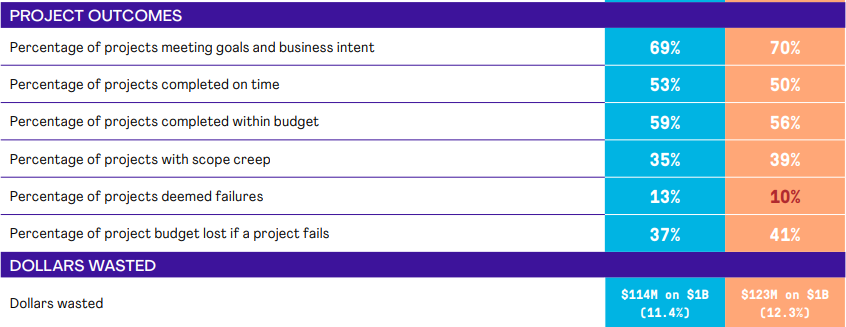 PROJECT OUTCOMES
Percentage of projects meeting goals and business intent 69% 70%
Percentage of projects completed on time 53% 50%
Percentage of projects completed within budget 59% 56%
Percentage of projects with scope creep 35% 39%
Percentage of projects deemed failures 13% 10%
Percentage of project budget lost if a project fails 37% 41%
DOLLARS WASTED
Dollars wasted $114M on $1B (11.4%) $123M on $1B (12.3%)